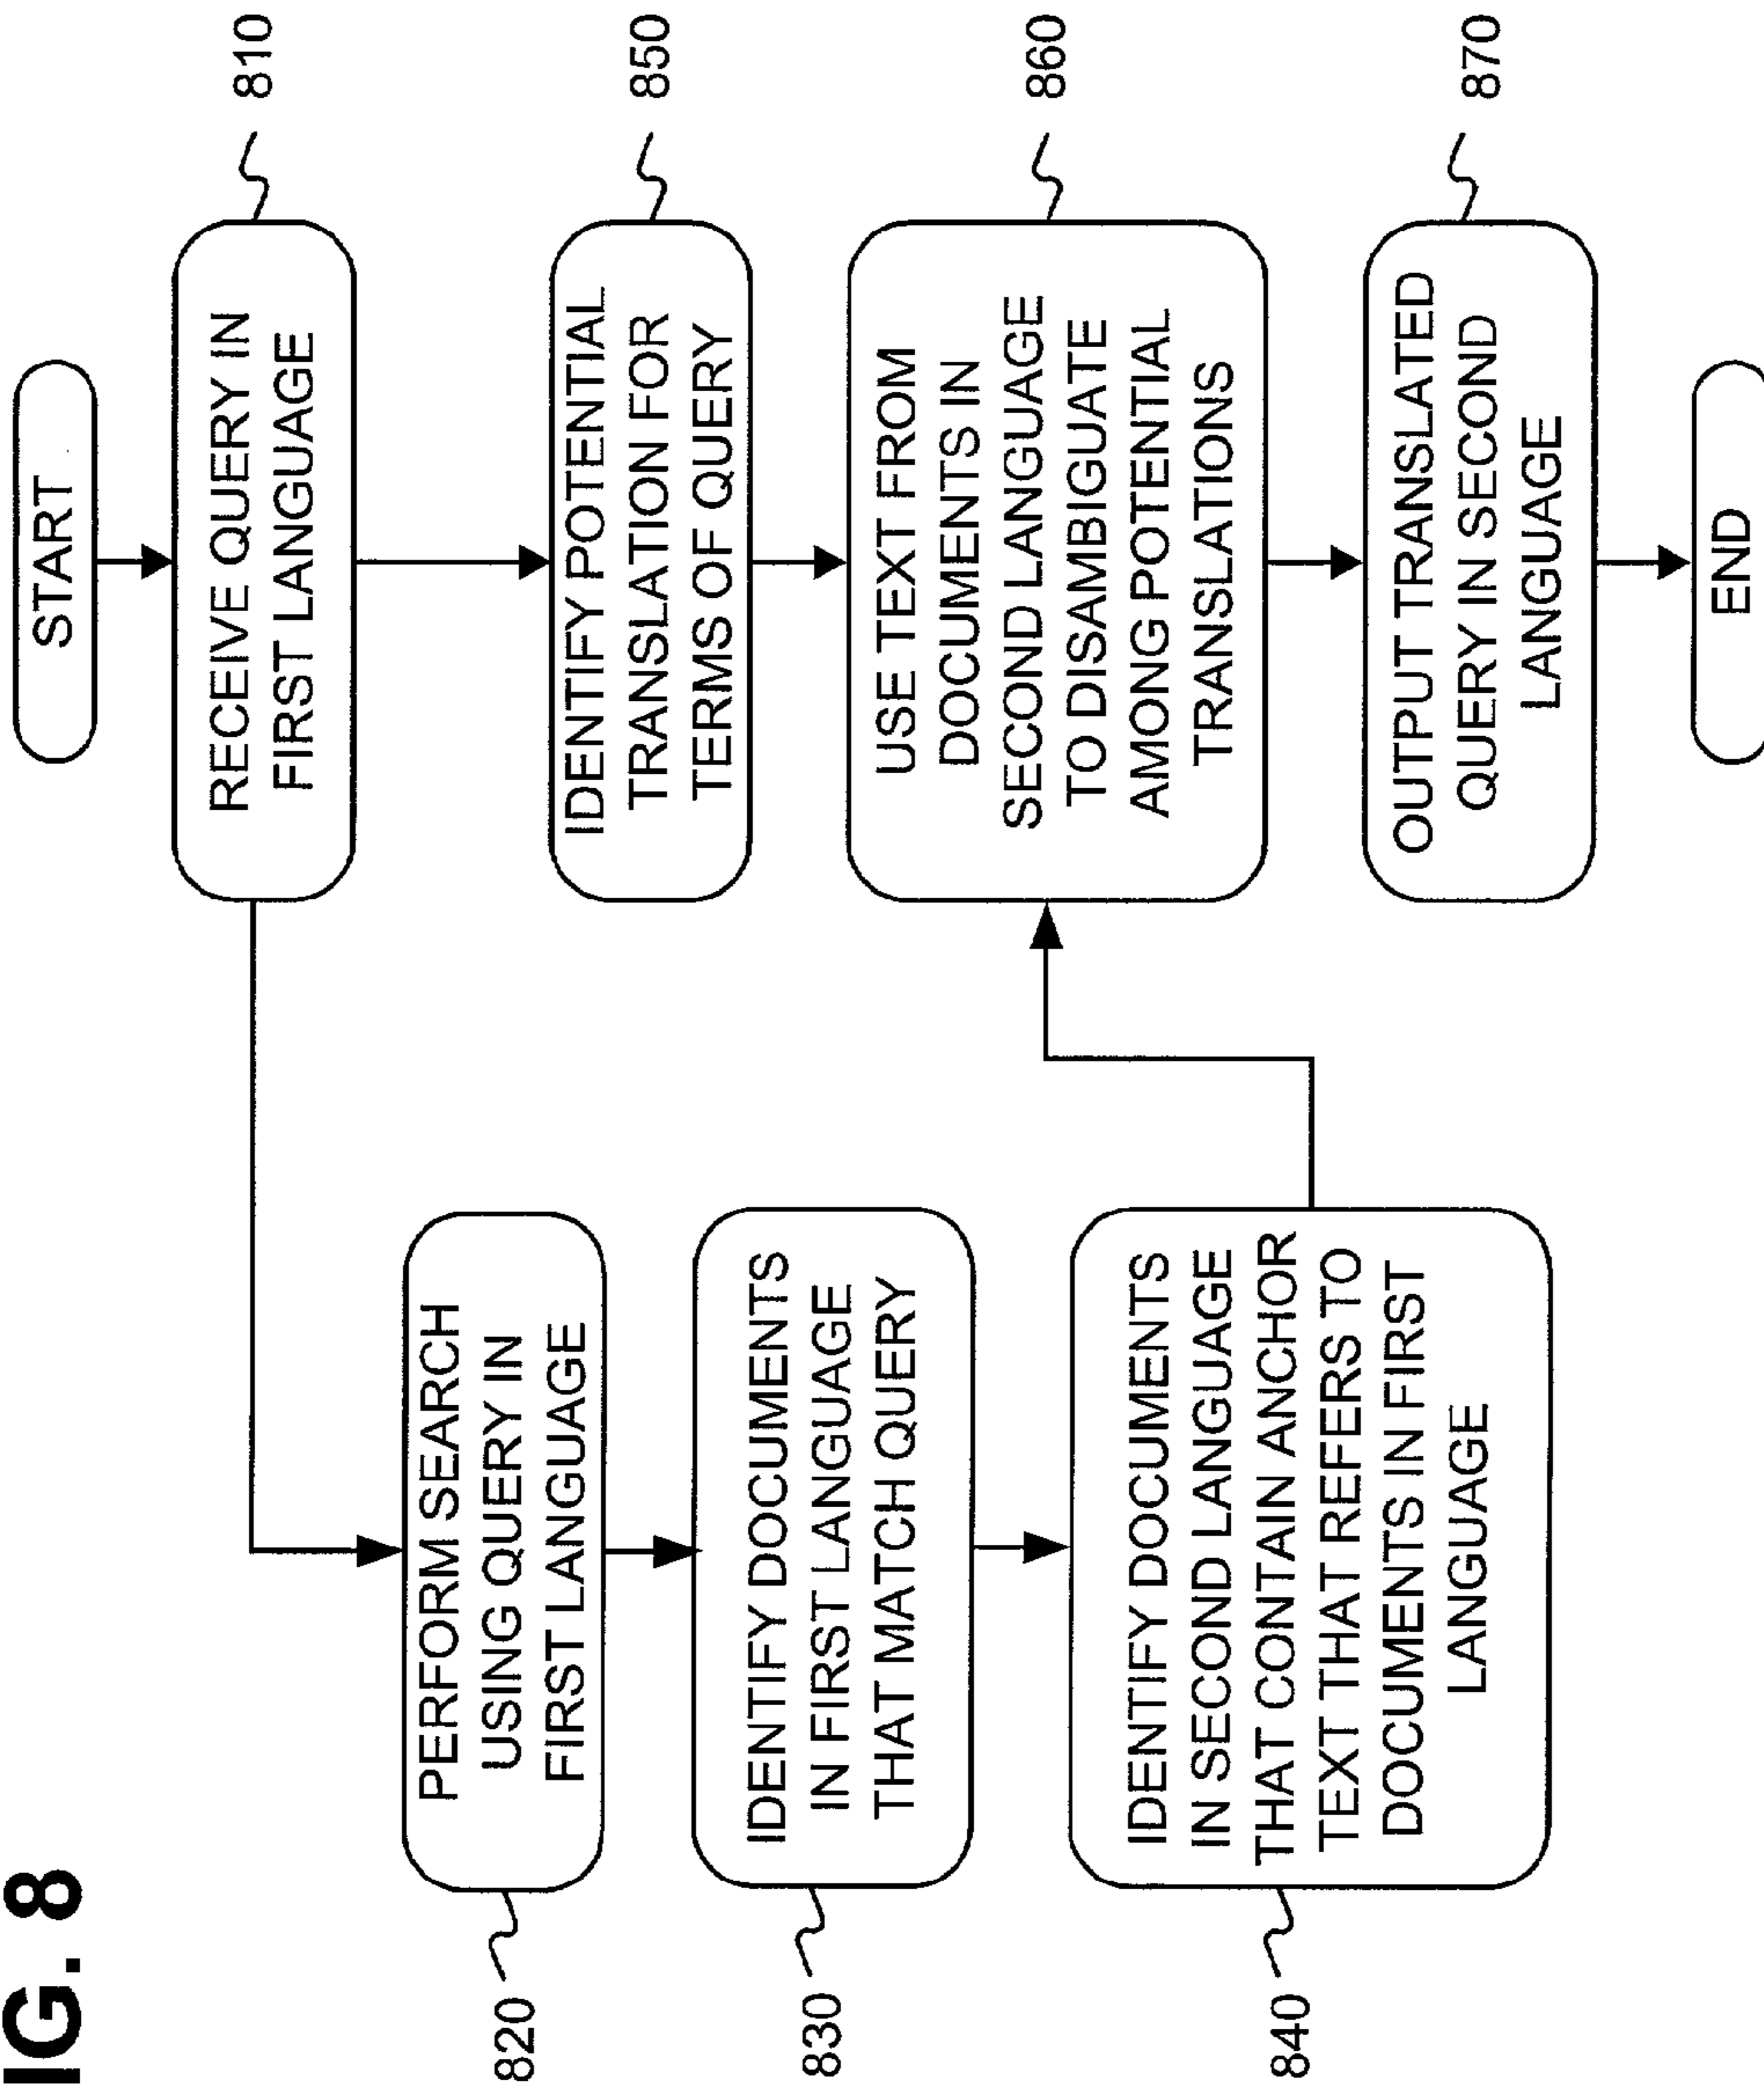 IG. 8
START
RECEIVE QUERY IN
FIRST LANGUAGE
810
PERFORM SEARCH
USING QUERY IN
FIRST LANGUAGE
820
IDENTIFY DOCUMENTS
IN FIRST LANGUAGE
THAT MATCH QUERY
830
IDENTIFY DOCUMENTS
IN SECOND LANGUAGE
THAT CONTAIN ANCHOR
TEXT THAT REFERS TO
DOCUMENTS IN FIRST
LANGUAGE
840
IDENTIFY POTENTIAL
TRANSLATION FOR
TERMS OF QUERY
850
USE TEXT FROM
DOCUMENTS IN
SECOND LANGUAGE
TO DISAMBIGUATE
AMONG POTENTIAL
TRANSLATIONS
860
OUTPUT TRANSLATED
QUERY IN SECOND
LANGUAGE
870
END